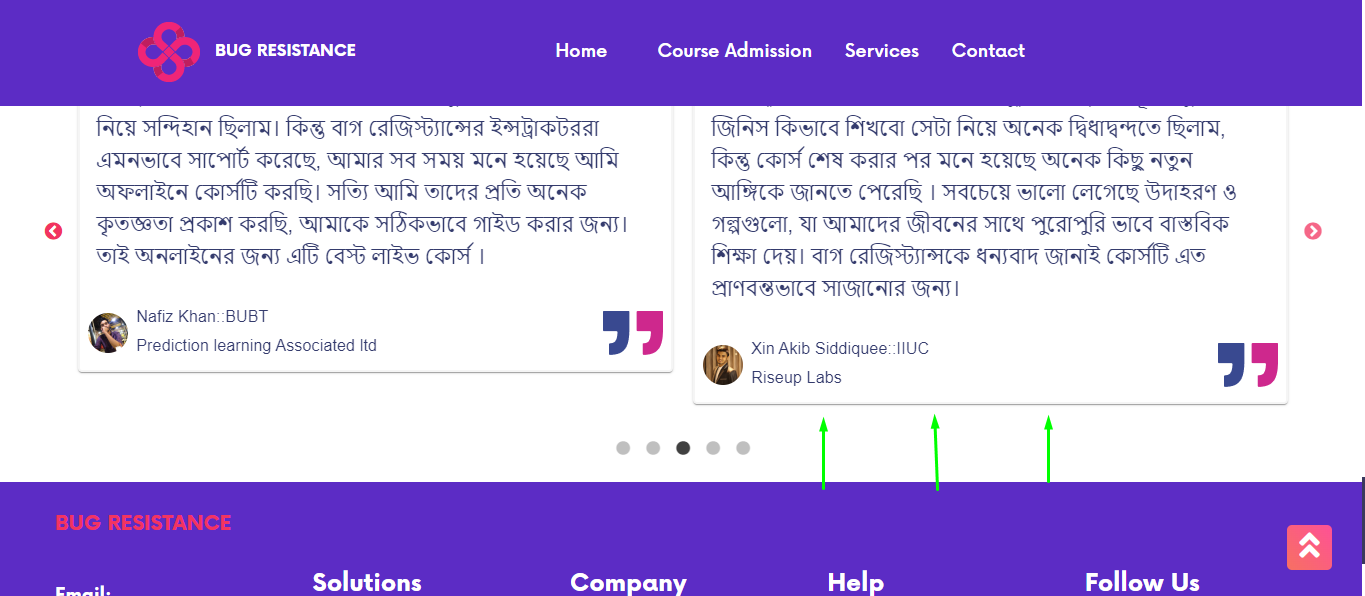 BUG RESISTANCE
Home Course Admission Services Contact
নিয়ে সন্দিহান ছিলাম। কিন্তু বাগ রেজিস্ট্যান্সের ইন্সট্রাকটররা
এমনভাবে সাপোর্ট করেছে, আমার সব সময় মনে হয়েছে আমি
অফলাইনে কোর্সটি করছি। সত্যি আমি তাদের প্রতি অনেক
কৃতজ্ঞতা প্রকাশ করছি, আমাকে সঠিকভাবে গাইড করার জন্য।
তাই অনলাইনের জন্য এটি বেস্ট লাইভ কোর্স ।
Nafiz Khan::BUBT
Prediction learning Associated ltd
জিনিস কিভাবে শিখবো সেটা নিয়ে অনেক দ্বিধাদ্বন্দতে ছিলাম,
কিন্তু কোর্স শেষ করার পর মনে হয়েছে অনেক কিছু নতুন
আঙ্গিকে জানতে পেরেছি । সবচেয়ে ভালো লেগেছে উদাহরণ ও
গল্পগুলো, যা আমাদের জীবনের সাথে পুরোপুরি ভাবে বাস্তবিক
শিক্ষা দেয়। বাগ রেজিস্ট্যান্সকে ধন্যবাদ জানাই কোর্সটি এত
প্রাণবন্তভাবে সাজানোর জন্য।
Xin Akib Siddiquee::IIUC
Riseup Labs
BUG RESISTANCE
Email:
Solutions
Company
Help
Follow Us